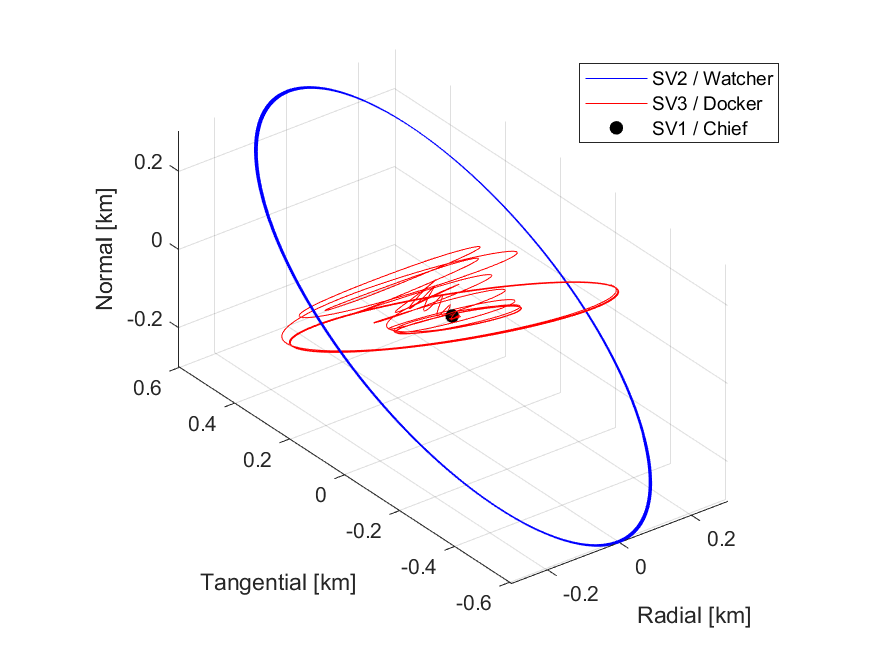 SV2 / Watcher
SV3 / Docker
SV1 / Chief
Normal [km]
0.2
0
-0.2
0.6
0.4
0.2
0
-0.2
-0.4
-0.6
Tangential [km]
-0.2
0
0.2
Radial [km]